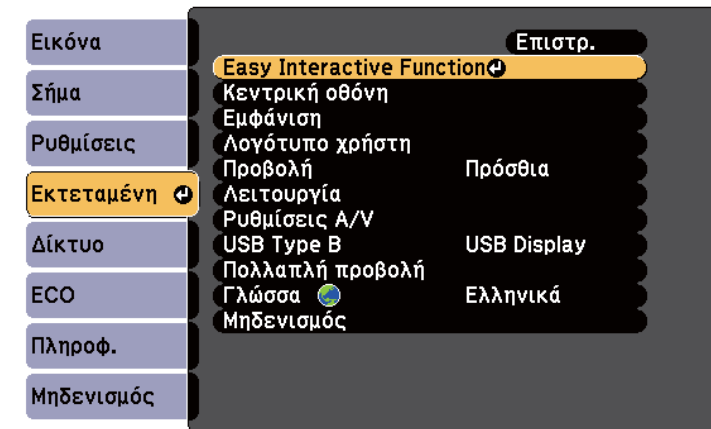 Εικόνα
Σήμα
Ρυθμίσεις
Εκτεταμένη
Δίκτυο
ECO
Πληροφ.
Μηδενισμός
Επιστρ.
Easy Interactive Function
Κεντρική οθόνη
Εμφάνιση
Λογότυπο χρήστη
Προβολή Πρόσθια
Λειτουργία
Ρυθμίσεις A/V
USB Type B USB Display
Πολλαπλή προβολή
Γλώσσα Ελληνικά
Μηδενισμός